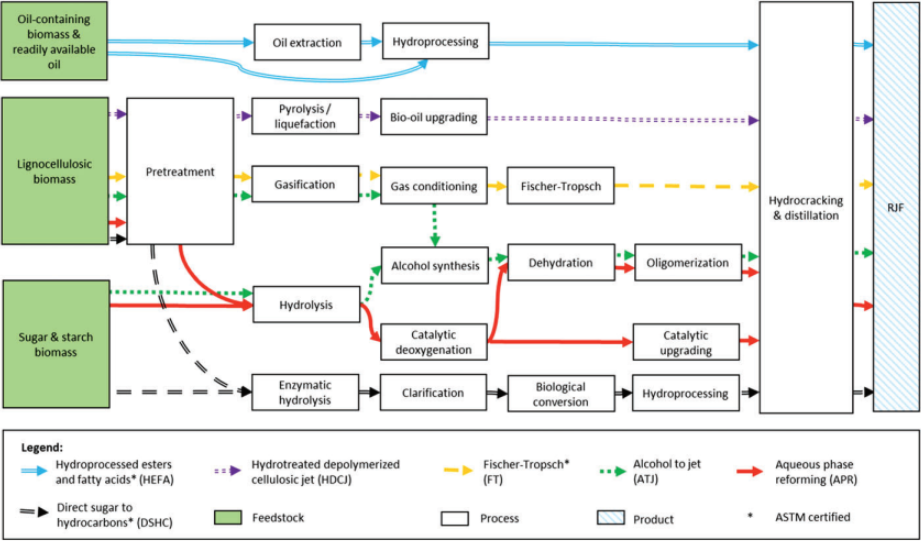 Oil-containing
biomass &
readily available
oil
Oil extraction
Hydroprocessing
Lignocellulosic
biomass
Pretreatment
Pyrolysis /
liquefaction
Bio-oil upgrading
Gasification
Gas conditioning
Fischer-Tropsch
Hydrocracking
& distillation
RJF
Alcohol synthesis
Dehydration
Oligomerization
Sugar & starch
biomass
Hydrolysis
Catalytic
deoxygenation
Catalytic
upgrading
Enzymatic
hydrolysis
Clarification
Biological
conversion
Hydroprocessing
Legend:
Hydroprocessed esters
and fatty acids* (HEFA)
Hydrotreated depolymerized
cellulosic jet (HDCJ)
Fischer-Tropsch*
(FT)
Alcohol to jet
(ATJ)
Aqueous phase
reforming (APR)
Direct sugar to
hydrocarbons* (DSHC)
Feedstock
Process
Product
* ASTM certified